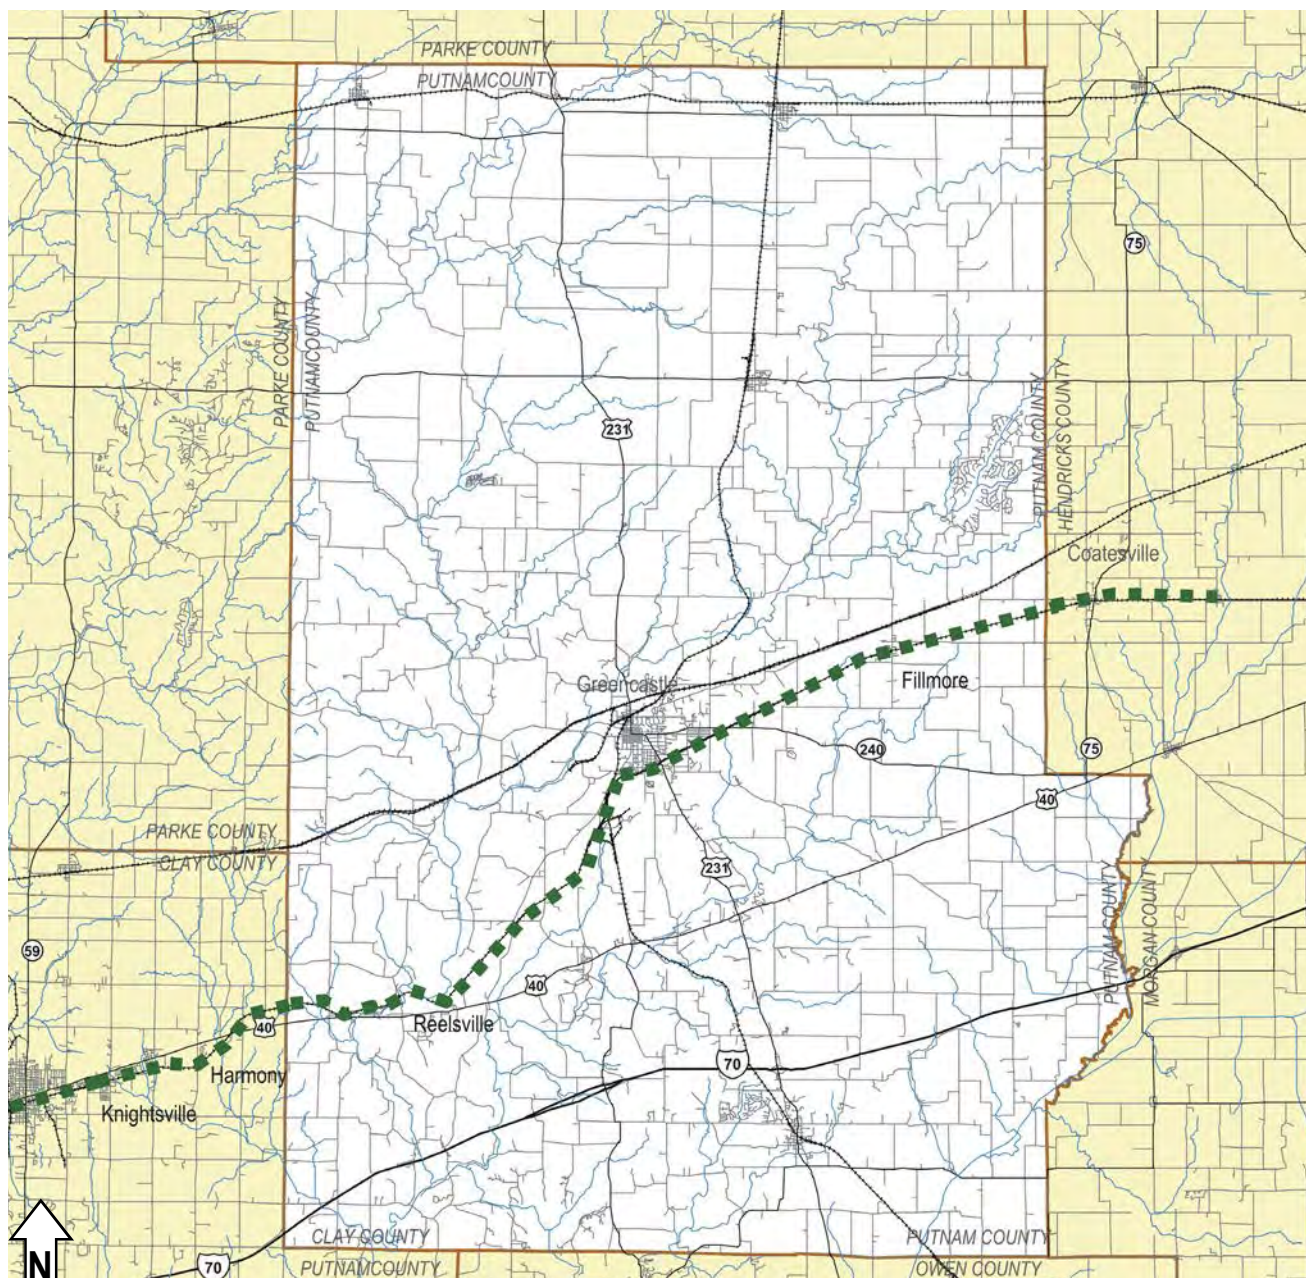 PARKE COUNTY
PUTNAMCOUNTY
75
PARKE COUNTY
PUTNAMCOUNTY
231
PUTNAM COUNTY
HENDRICKS COUNTY
Coatesville
Greencastle
Fillmore
240
75
40
PARKE COUNTY
CLAY COUNTY
231
PUTNAM COUNTY
MORGAN COUNTY
59
40
40
Reelsville
Harmony
70
Knightsville
N
CLAY COUNTY
PUTNAMCOUNTY
PUTNAM COUNTY
OWEN COUNTY
70